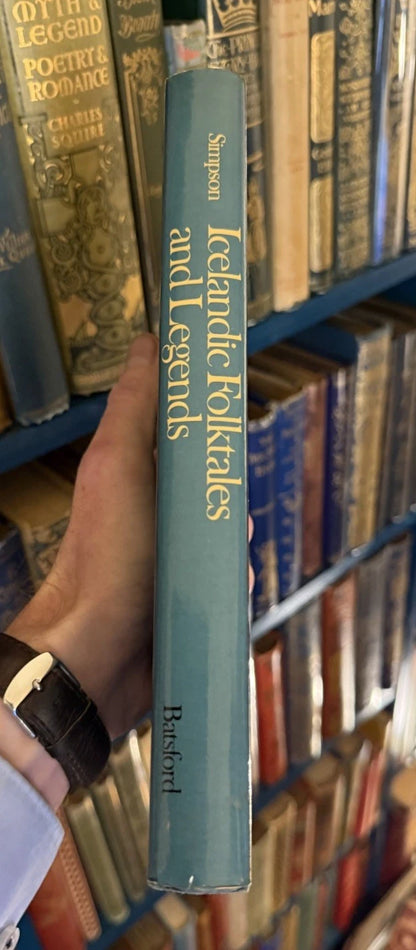 Simpson
Icelandic Folktales
and Legends
Batsford
MYTH &
LEGEND
POETRY &
ROMANCE
CHARLES
SQUIRE